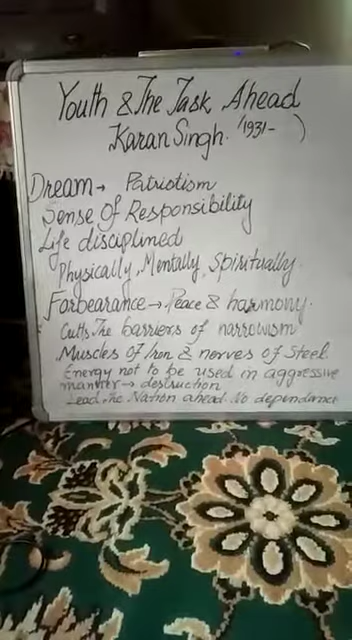 Youth & The Task Ahead
Karan Singh. (1931- )
Dream → Patriotism
Sense Of Responsibility
Life disciplined
Physically, Mentally, Spiritually.
Forbearance → Peace & harmony.
Cutts The barriers of narrowism
Muscles of Iron & nerves of Steel.
Energy not to be used in aggressive
manner → destruction
Lead The Nation ahead. No dependance